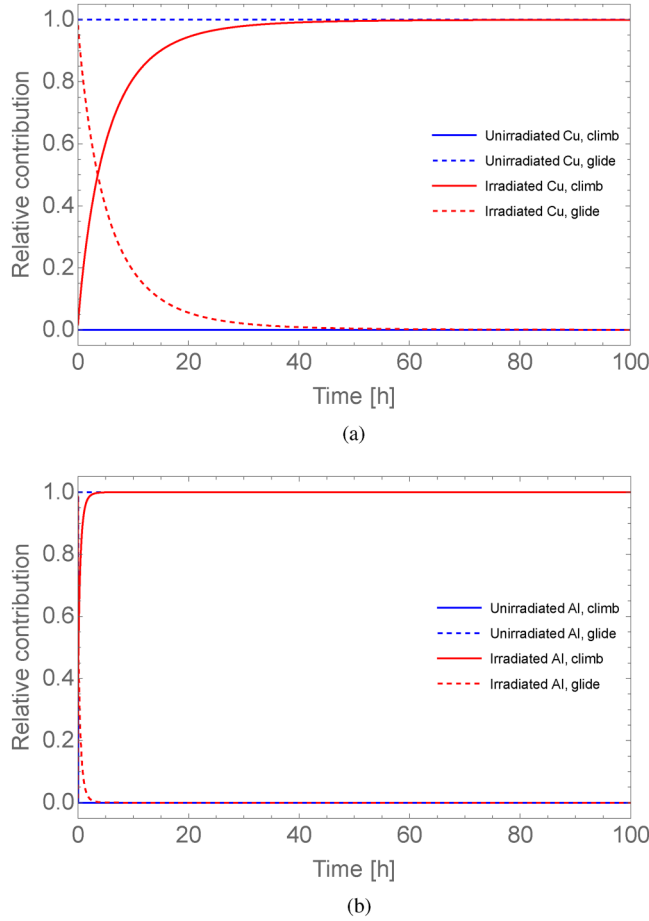 1.0
0.8
0.6
0.4
0.2
0.0
Relative contribution
Unirradiated Cu, climb
Unirradiated Cu, glide
Irradiated Cu, climb
Irradiated Cu, glide
0 20 40 60 80 100
Time [h]
(a)
1.0
0.8
0.6
0.4
0.2
0.0
Relative contribution
Unirradiated Al, climb
Unirradiated Al, glide
Irradiated Al, climb
Irradiated Al, glide
0 20 40 60 80 100
Time [h]
(b)